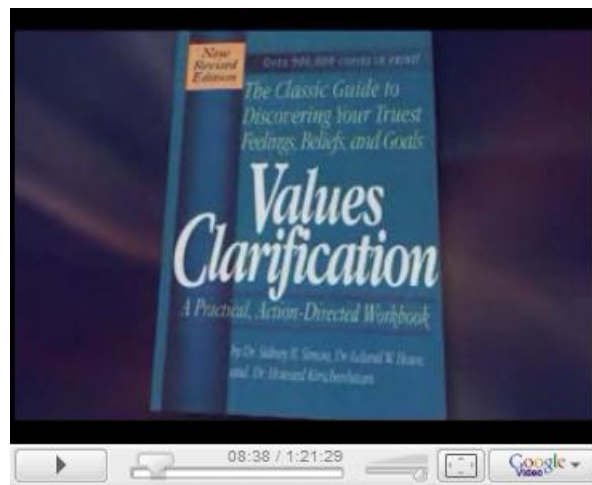 New
Revised
Edition
Over 900,000 copies in print!
The Classic Guide to
Discovering Your Truest
Feelings, Beliefs, and Goals
Values
Clarification
A Practical, Action-Directed Workbook
by Dr. Sidney B. Simon, Dr. Leland W. Howe,
and Dr. Howard Kirschenbaum
08:38 / 1:21:29
Google
Video